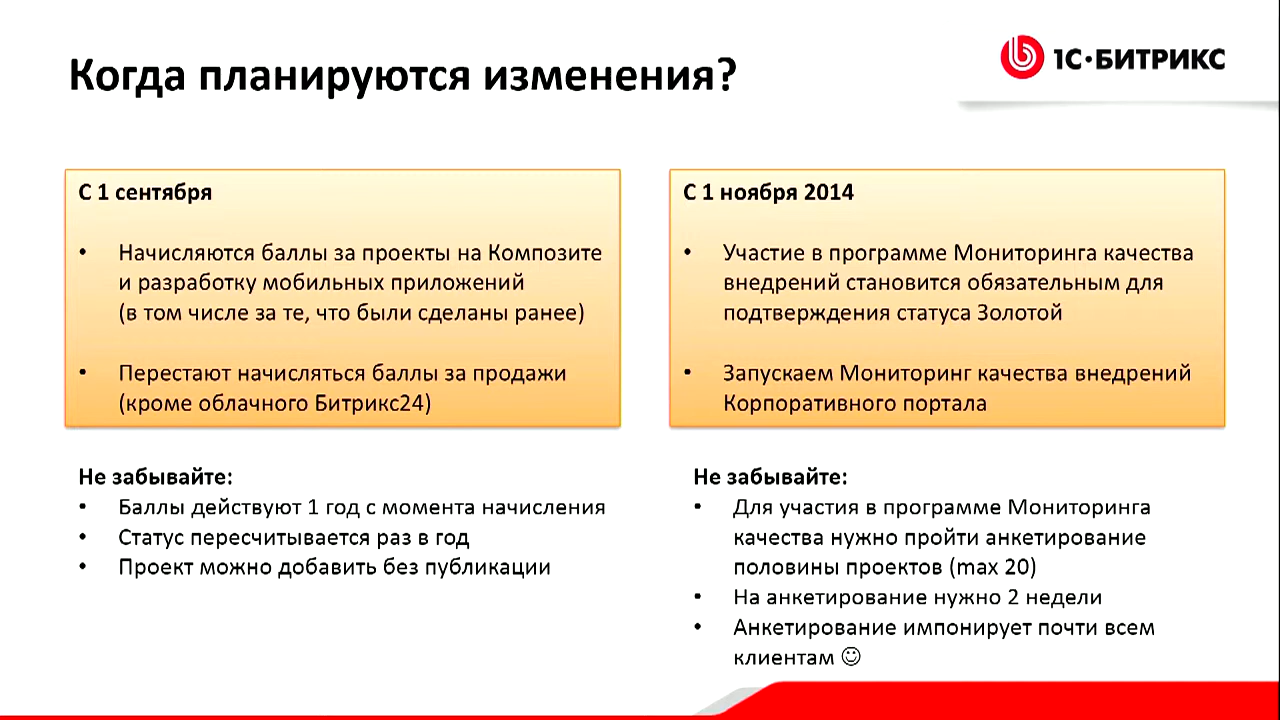 Когда планируются изменения?
1С·БИТРИКС
С 1 сентября
• Начисляются баллы за проекты на Композите
и разработку мобильных приложений
(в том числе за те, что были сделаны ранее)
• Перестают начисляться баллы за продажи
(кроме облачного Битрикс24)
Не забывайте:
• Баллы действуют 1 год с момента начисления
• Статус пересчитывается раз в год
• Проект можно добавить без публикации
С 1 ноября 2014
• Участие в программе Мониторинга качества
внедрений становится обязательным для
подтверждения статуса Золотой
• Запускаем Мониторинг качества внедрений
Корпоративного портала
Не забывайте:
• Для участия в программе Мониторинга
качества нужно пройти анкетирование
половины проектов (max 20)
• На анкетирование нужно 2 недели
• Анкетирование импонирует почти всем
клиентам ☺